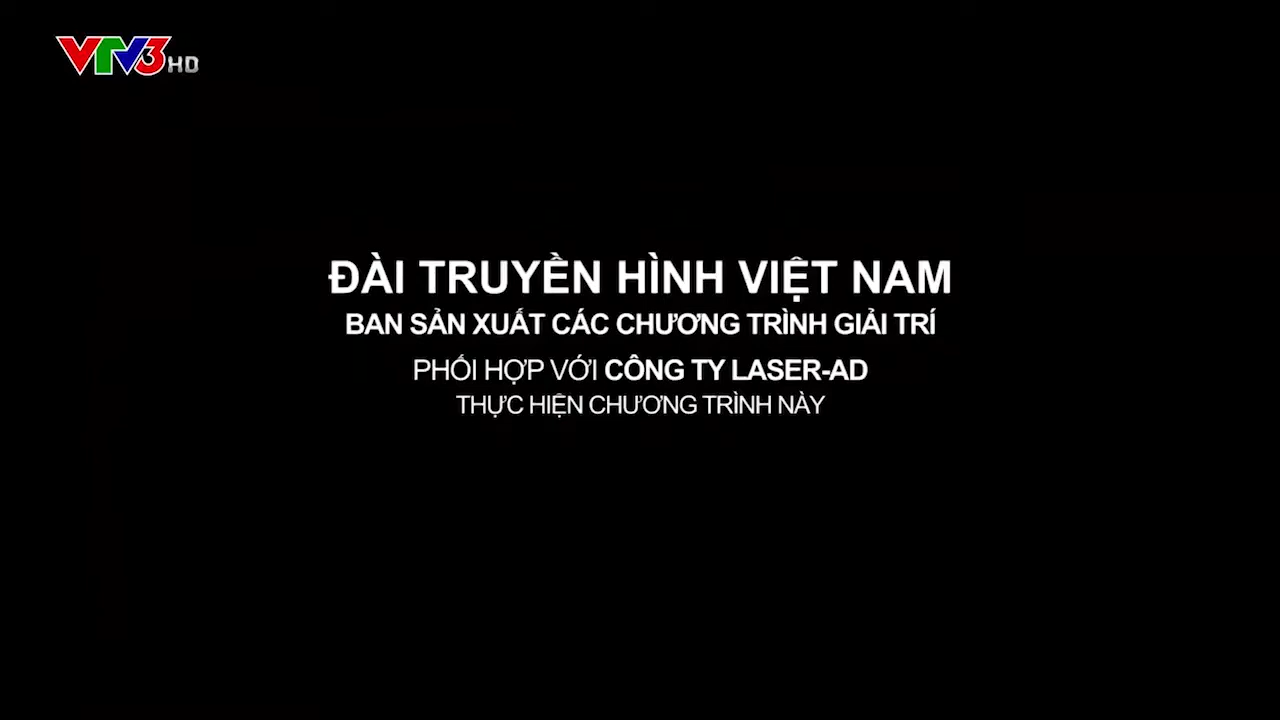 VTV3 HD
ĐÀI TRUYỀN HÌNH VIỆT NAM
BAN SẢN XUẤT CÁC CHƯƠNG TRÌNH GIẢI TRÍ
PHỐI HỢP VỚI CÔNG TY LASER-AD
THỰC HIỆN CHƯƠNG TRÌNH NÀY